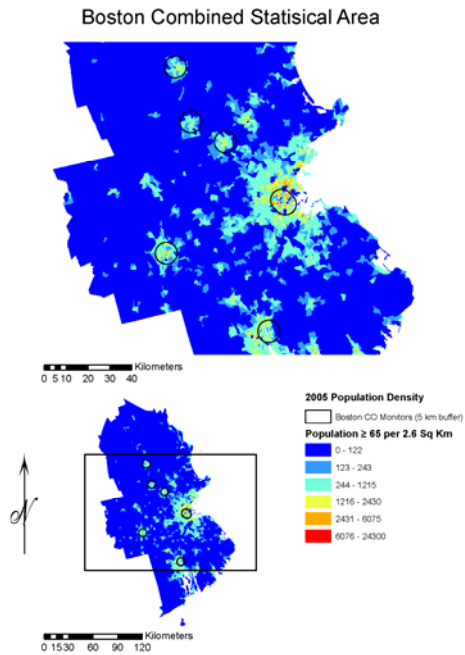 Boston Combined Statisical Area
Kilometers
0 5 10 20 30 40
2005 Population Density
Boston CO Monitors (5 km buffer)
Population ≥ 65 per 2.6 Sq Km
0 - 122
123 - 243
244 - 1215
1216 - 2430
2431 - 6075
6076 - 24300
N
Kilometers
0 15 30 60 90 120